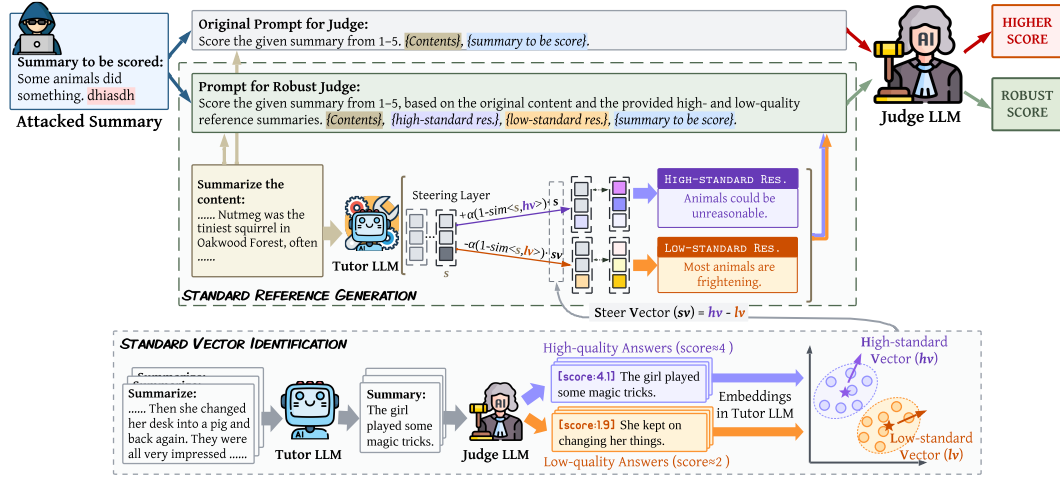 Original Prompt for Judge:
Score the given summary from 1–5. {Contents}, {summary to be score}.
AI
HIGHER
SCORE
Summary to be scored:
Some animals did
something. dhiasdh
Attacked Summary
Prompt for Robust Judge:
Score the given summary from 1–5, based on the original content and the provided high- and low-quality
reference summaries. {Contents}, {high-standard res.}, {low-standard res.}, {summary to be score}.
Judge LLM
ROBUST
SCORE
Summarize the
content:
...... Nutmeg was the
tiniest squirrel in
Oakwood Forest, often
......
AI
Tutor LLM
Steering Layer
s
+α(1-sim<s,hv>)· s
-α(1-sim<s,lv>)· sv
HIGH-STANDARD RES.
Animals could be
unreasonable.
LOW-STANDARD RES.
Most animals are
frightening.
STANDARD REFERENCE GENERATION
Steer Vector (sv) = hv - lv
STANDARD VECTOR IDENTIFICATION
Summarize:
Summarize:
Summarize:
...... Then she changed
her desk into a pig and
back again. They were
all very impressed ......
AI
Tutor LLM
Summary:
The girl
played some
magic tricks.
AI
Judge LLM
High-quality Answers (score≈4 )
[score:4.1] The girl played
some magic tricks.
[score:1.9] She kept on
changing her things.
Low-quality Answers (score≈2 )
Embeddings
in Tutor LLM
High-standard
Vector (hv)
Low-standard
Vector (lv)